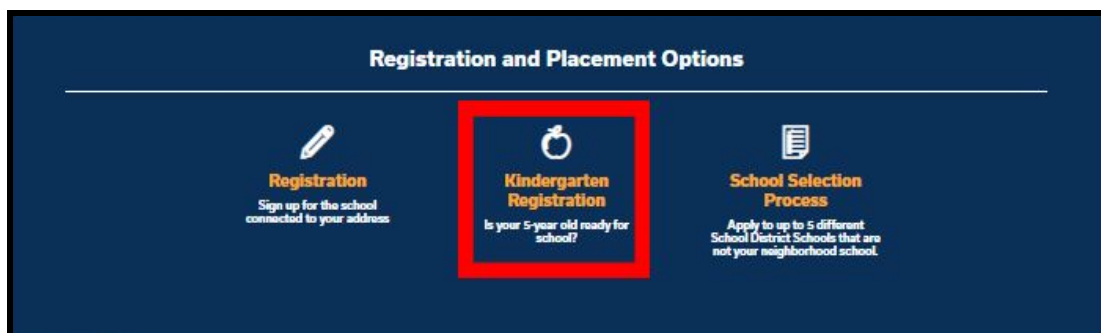 Registration and Placement Options
Registration
Sign up for the school
connected to your address
Kindergarten
Registration
Is your 5-year old ready for
school?
School Selection
Process
Apply to up to 5 different
School District Schools that are
not your neighborhood school.